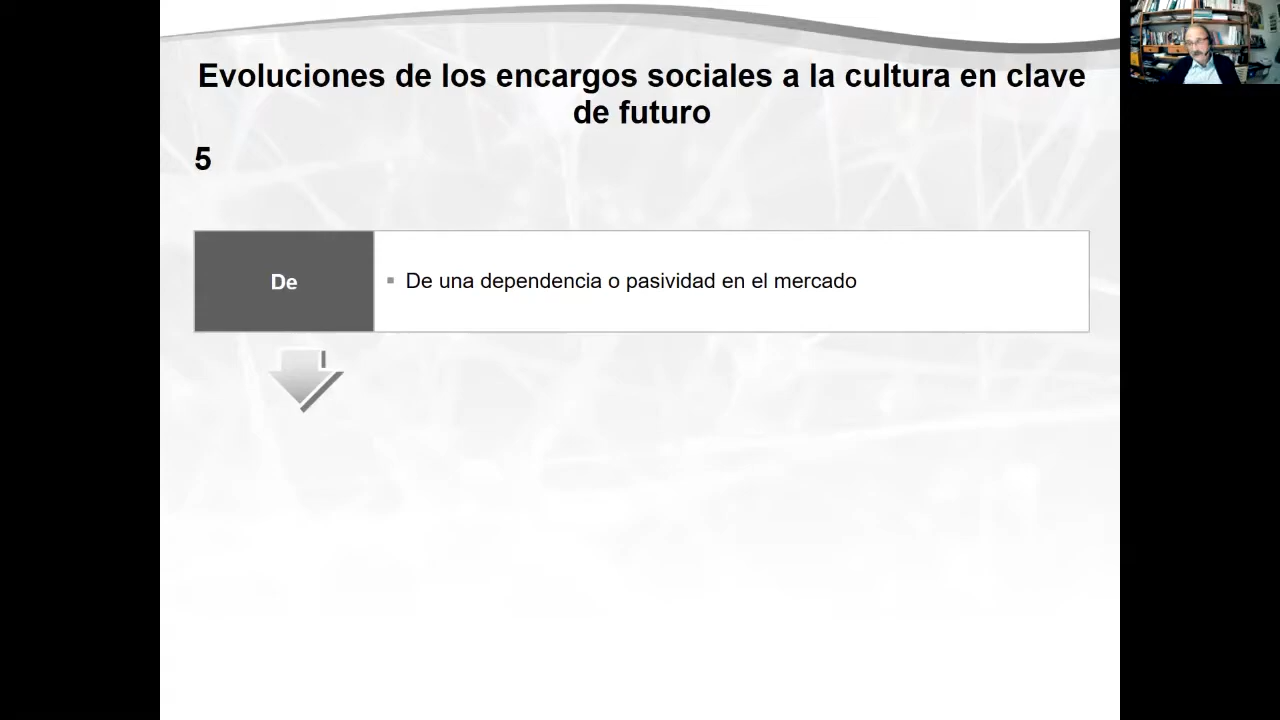 Evoluciones de los encargos sociales a la cultura en clave
de futuro
5
De
De una dependencia o pasividad en el mercado